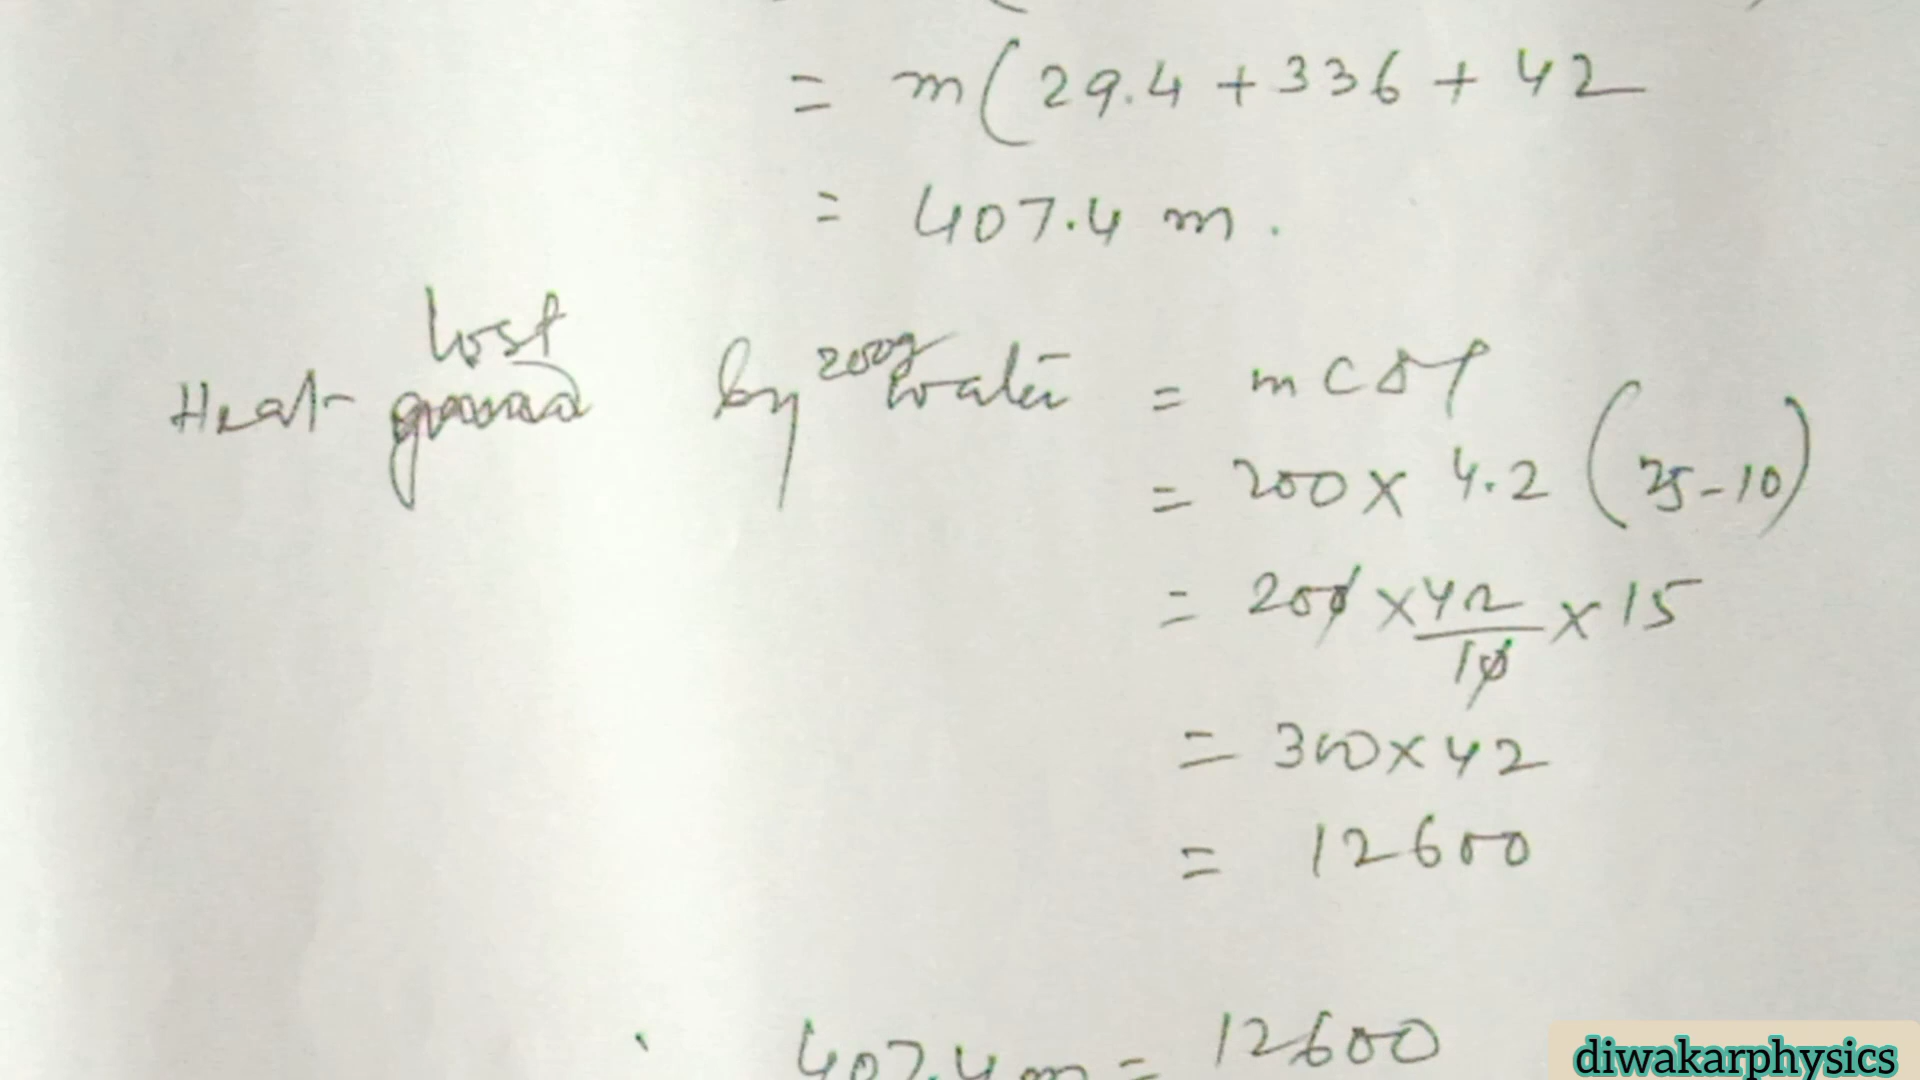 = m(29.4 + 336 + 42
= 407.4 m.
lost
Heat by 200g water = mcΔT
= 200 × 4.2 (25-10)
= 200 × 42/10 × 15
= 300 × 42
= 12600
407.4 m = 12600
diwakarphysics